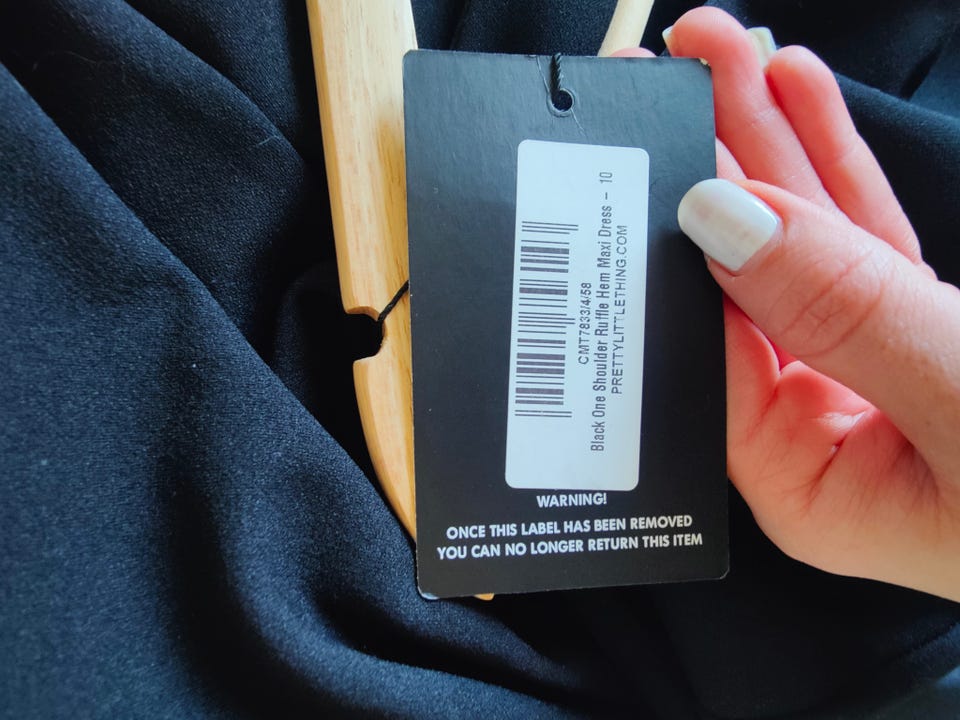 CMT7833/4/58
Black One Shoulder Ruffle Hem Maxi Dress - 10
PRETTYLITTLETHING.COM
WARNING!
ONCE THIS LABEL HAS BEEN REMOVED
YOU CAN NO LONGER RETURN THIS ITEM